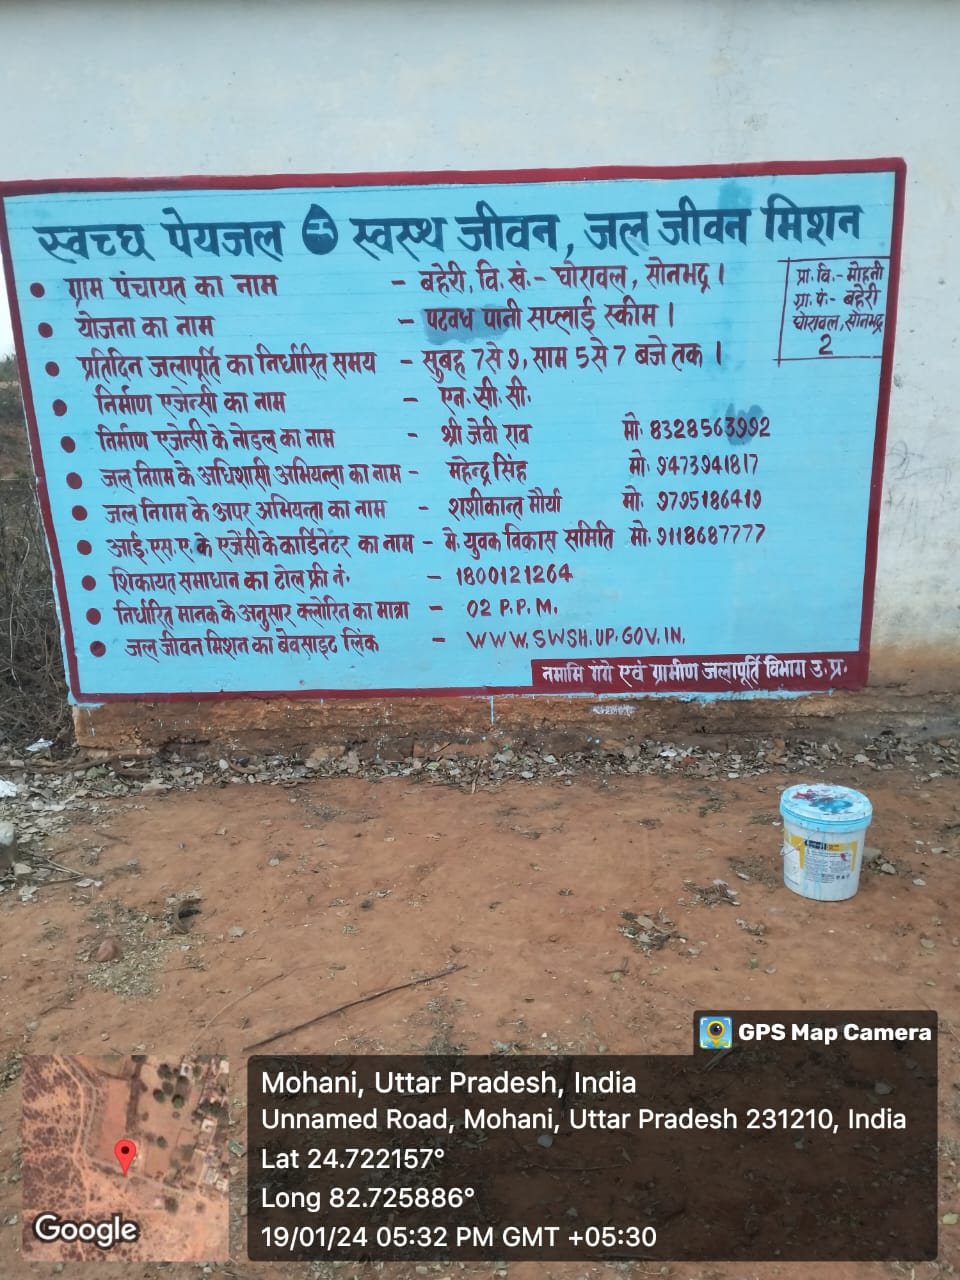 स्वच्छ पेयजल स्वस्थ जीवन, जल जीवन मिशन
ग्राम पंचायत का नाम - बहेरी, वि. खं.- घोरावल, सोनभद्र।
योजना का नाम - पटवध पानी सप्लाई स्कीम।
प्रतिदिन जलापूर्ति का निर्धारित समय - सुबह 7 से 9, साम 5 से 7 बजे तक।
निर्माण एजेन्सी का नाम - एन. सी. सी.
निर्माण एजेन्सी के नोडल का नाम - श्री जेवी राव मो. 8328563992
जल निगम के अधिशासी अभियन्ता का नाम - महेन्द्र सिंह मो. 9473941817
जल निगम के अपर अभियन्ता का नाम - शशीकान्त मौर्या मो. 9795186419
आई.एस.ए. के एजेंसी के कार्डिनेटर का नाम - मे. युवक विकास समिति मो. 9118687777
शिकायत समाधान का टोल फ्री नं. - 1800121264
निर्धारित मानक के अनुसार क्लोरिन का मात्रा - 02 P.P.M.
जल जीवन मिशन का बेवसाइट लिंक - WWW.SWSH.UP.GOV.IN.
नमामि गंगे एवं ग्रामीण जलापूर्ति विभाग उ.प्र.
प्रा. वि.- मोहनी
ग्रा. पं.- बहेरी
घोरावल, सोनभद्र
2
GPS Map Camera
Mohani, Uttar Pradesh, India
Unnamed Road, Mohani, Uttar Pradesh 231210, India
Lat 24.722157°
Long 82.725886°
19/01/24 05:32 PM GMT +05:30
Google